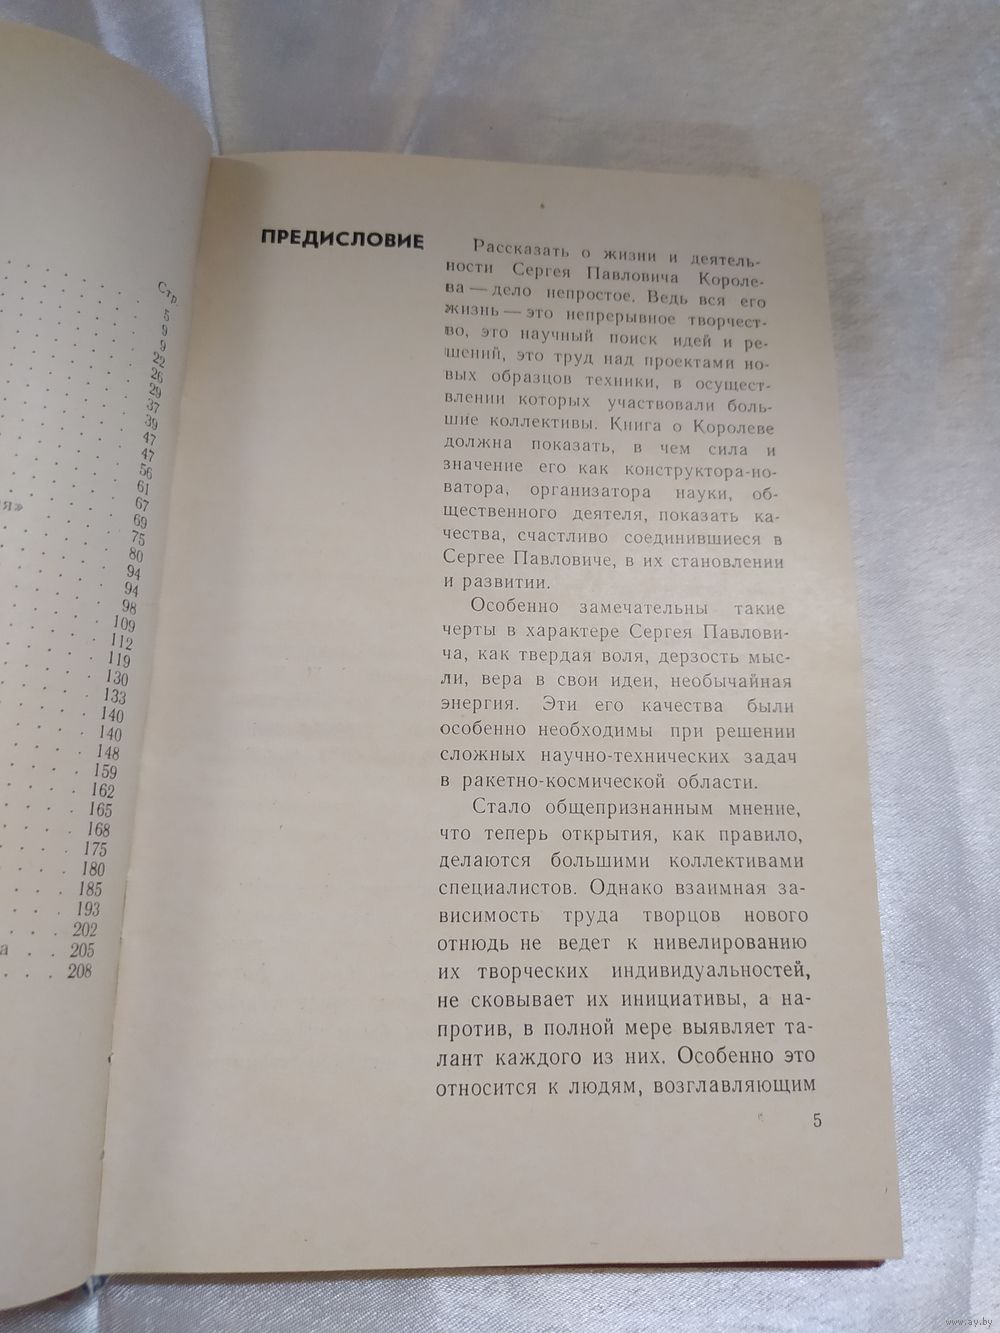 Стр.
5
9
9
22
26
29
37
39
47
47
56
61
67
я»
69
75
80
94
94
98
109
112
119
130
133
140
140
148
159
162
165
168
175
180
185
193
202
а . . 205
208
ПРЕДИСЛОВИЕ
Рассказать о жизни и деятель-
ности Сергея Павловича Короле-
ва — дело непростое. Ведь вся его
жизнь — это непрерывное творчест-
во, это научный поиск идей и ре-
шений, это труд над проектами но-
вых образцов техники, в осущест-
влении которых участвовали боль-
шие коллективы. Книга о Королеве
должна показать, в чем сила и
значение его как конструктора-но-
ватора, организатора науки, об-
щественного деятеля, показать ка-
чества, счастливо соединившиеся в
Сергее Павловиче, в их становлении
и развитии.
Особенно замечательны такие
черты в характере Сергея Павлови-
ча, как твердая воля, дерзость мыс-
ли, вера в свои идеи, необычайная
энергия. Эти его качества были
особенно необходимы при решении
сложных научно-технических задач
в ракетно-космической области.
Стало общепризнанным мнение,
что теперь открытия, как правило,
делаются большими коллективами
специалистов. Однако взаимная за-
висимость труда творцов нового
отнюдь не ведет к нивелированию
их творческих индивидуальностей,
не сковывает их инициативы, а на-
против, в полной мере выявляет та-
лант каждого из них. Особенно это
относится к людям, возглавляющим
5
www.ay.by